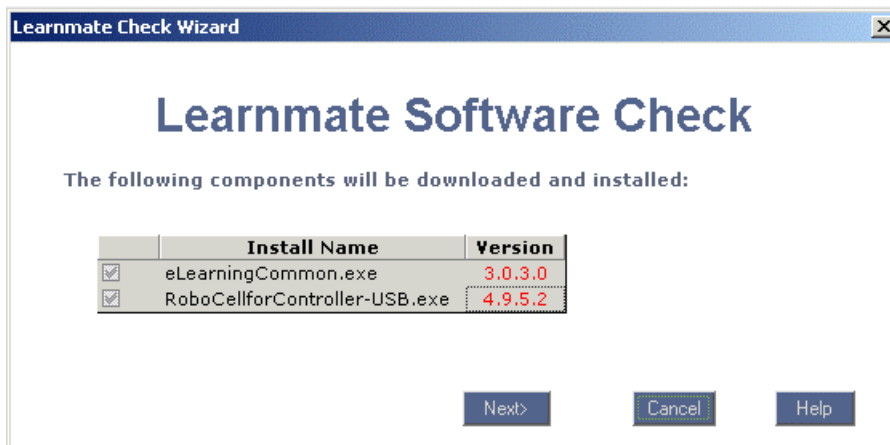 Learnmate Check Wizard
Learnmate Software Check
The following components will be downloaded and installed:
Install Name Version
eLearningCommon.exe 3.0.3.0
RoboCellforController-USB.exe 4.9.5.2
Next> Cancel Help